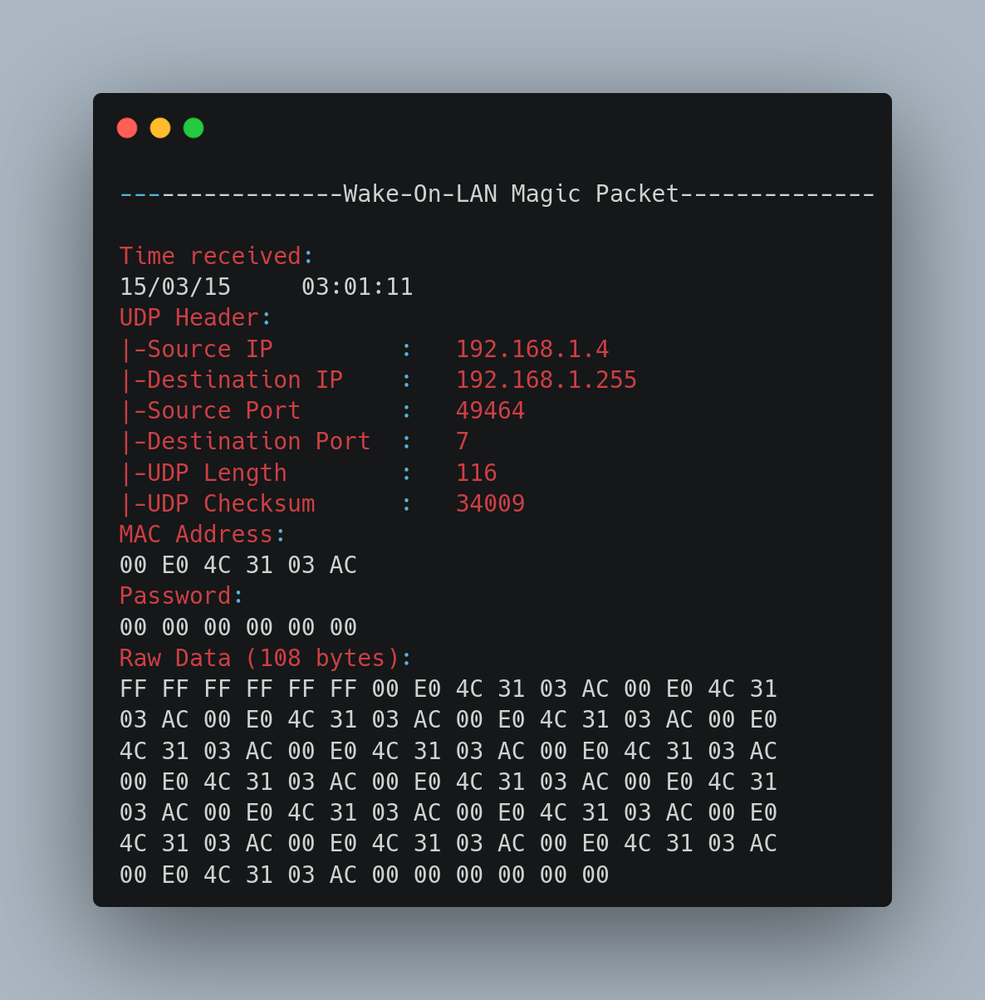 ----------------Wake-On-LAN Magic Packet--------------
Time received:
15/03/15     03:01:11
UDP Header:
|-Source IP         :   192.168.1.4
|-Destination IP    :   192.168.1.255
|-Source Port       :   49464
|-Destination Port  :   7
|-UDP Length        :   116
|-UDP Checksum      :   34009
MAC Address:
00 E0 4C 31 03 AC
Password:
00 00 00 00 00 00
Raw Data (108 bytes):
FF FF FF FF FF FF 00 E0 4C 31 03 AC 00 E0 4C 31
03 AC 00 E0 4C 31 03 AC 00 E0 4C 31 03 AC 00 E0
4C 31 03 AC 00 E0 4C 31 03 AC 00 E0 4C 31 03 AC
00 E0 4C 31 03 AC 00 E0 4C 31 03 AC 00 E0 4C 31
03 AC 00 E0 4C 31 03 AC 00 E0 4C 31 03 AC 00 E0
4C 31 03 AC 00 E0 4C 31 03 AC 00 E0 4C 31 03 AC
00 E0 4C 31 03 AC 00 00 00 00 00 00